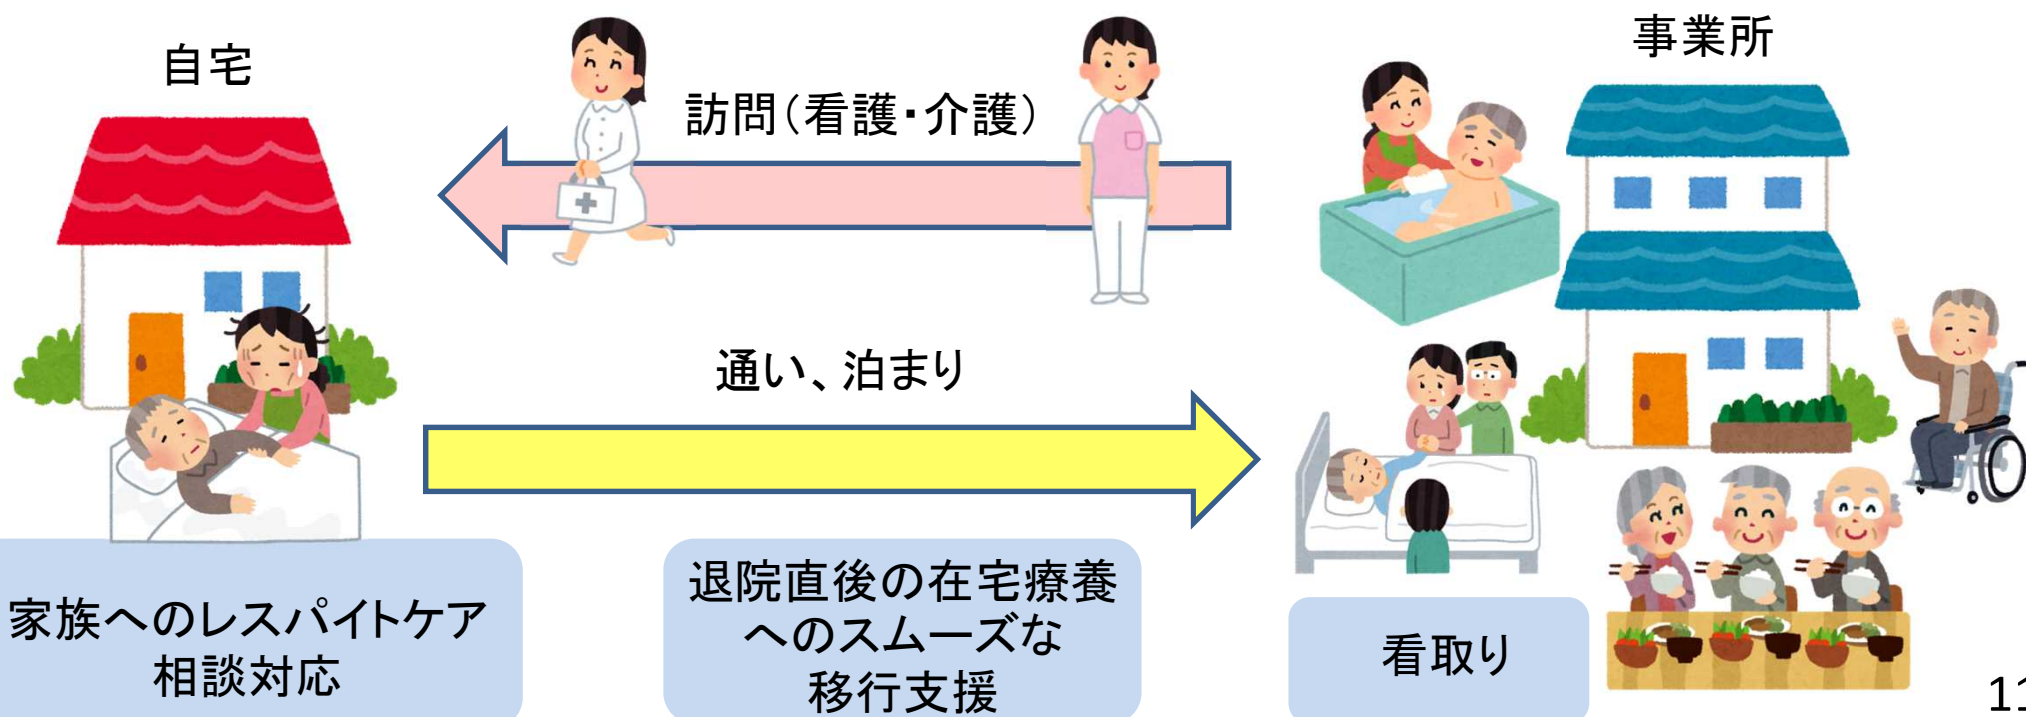 自宅
事業所
訪問（看護・介護）
通い、泊まり
家族へのレスパイトケア
相談対応
退院直後の在宅療養
へのスムーズな
移行支援
看取り
11